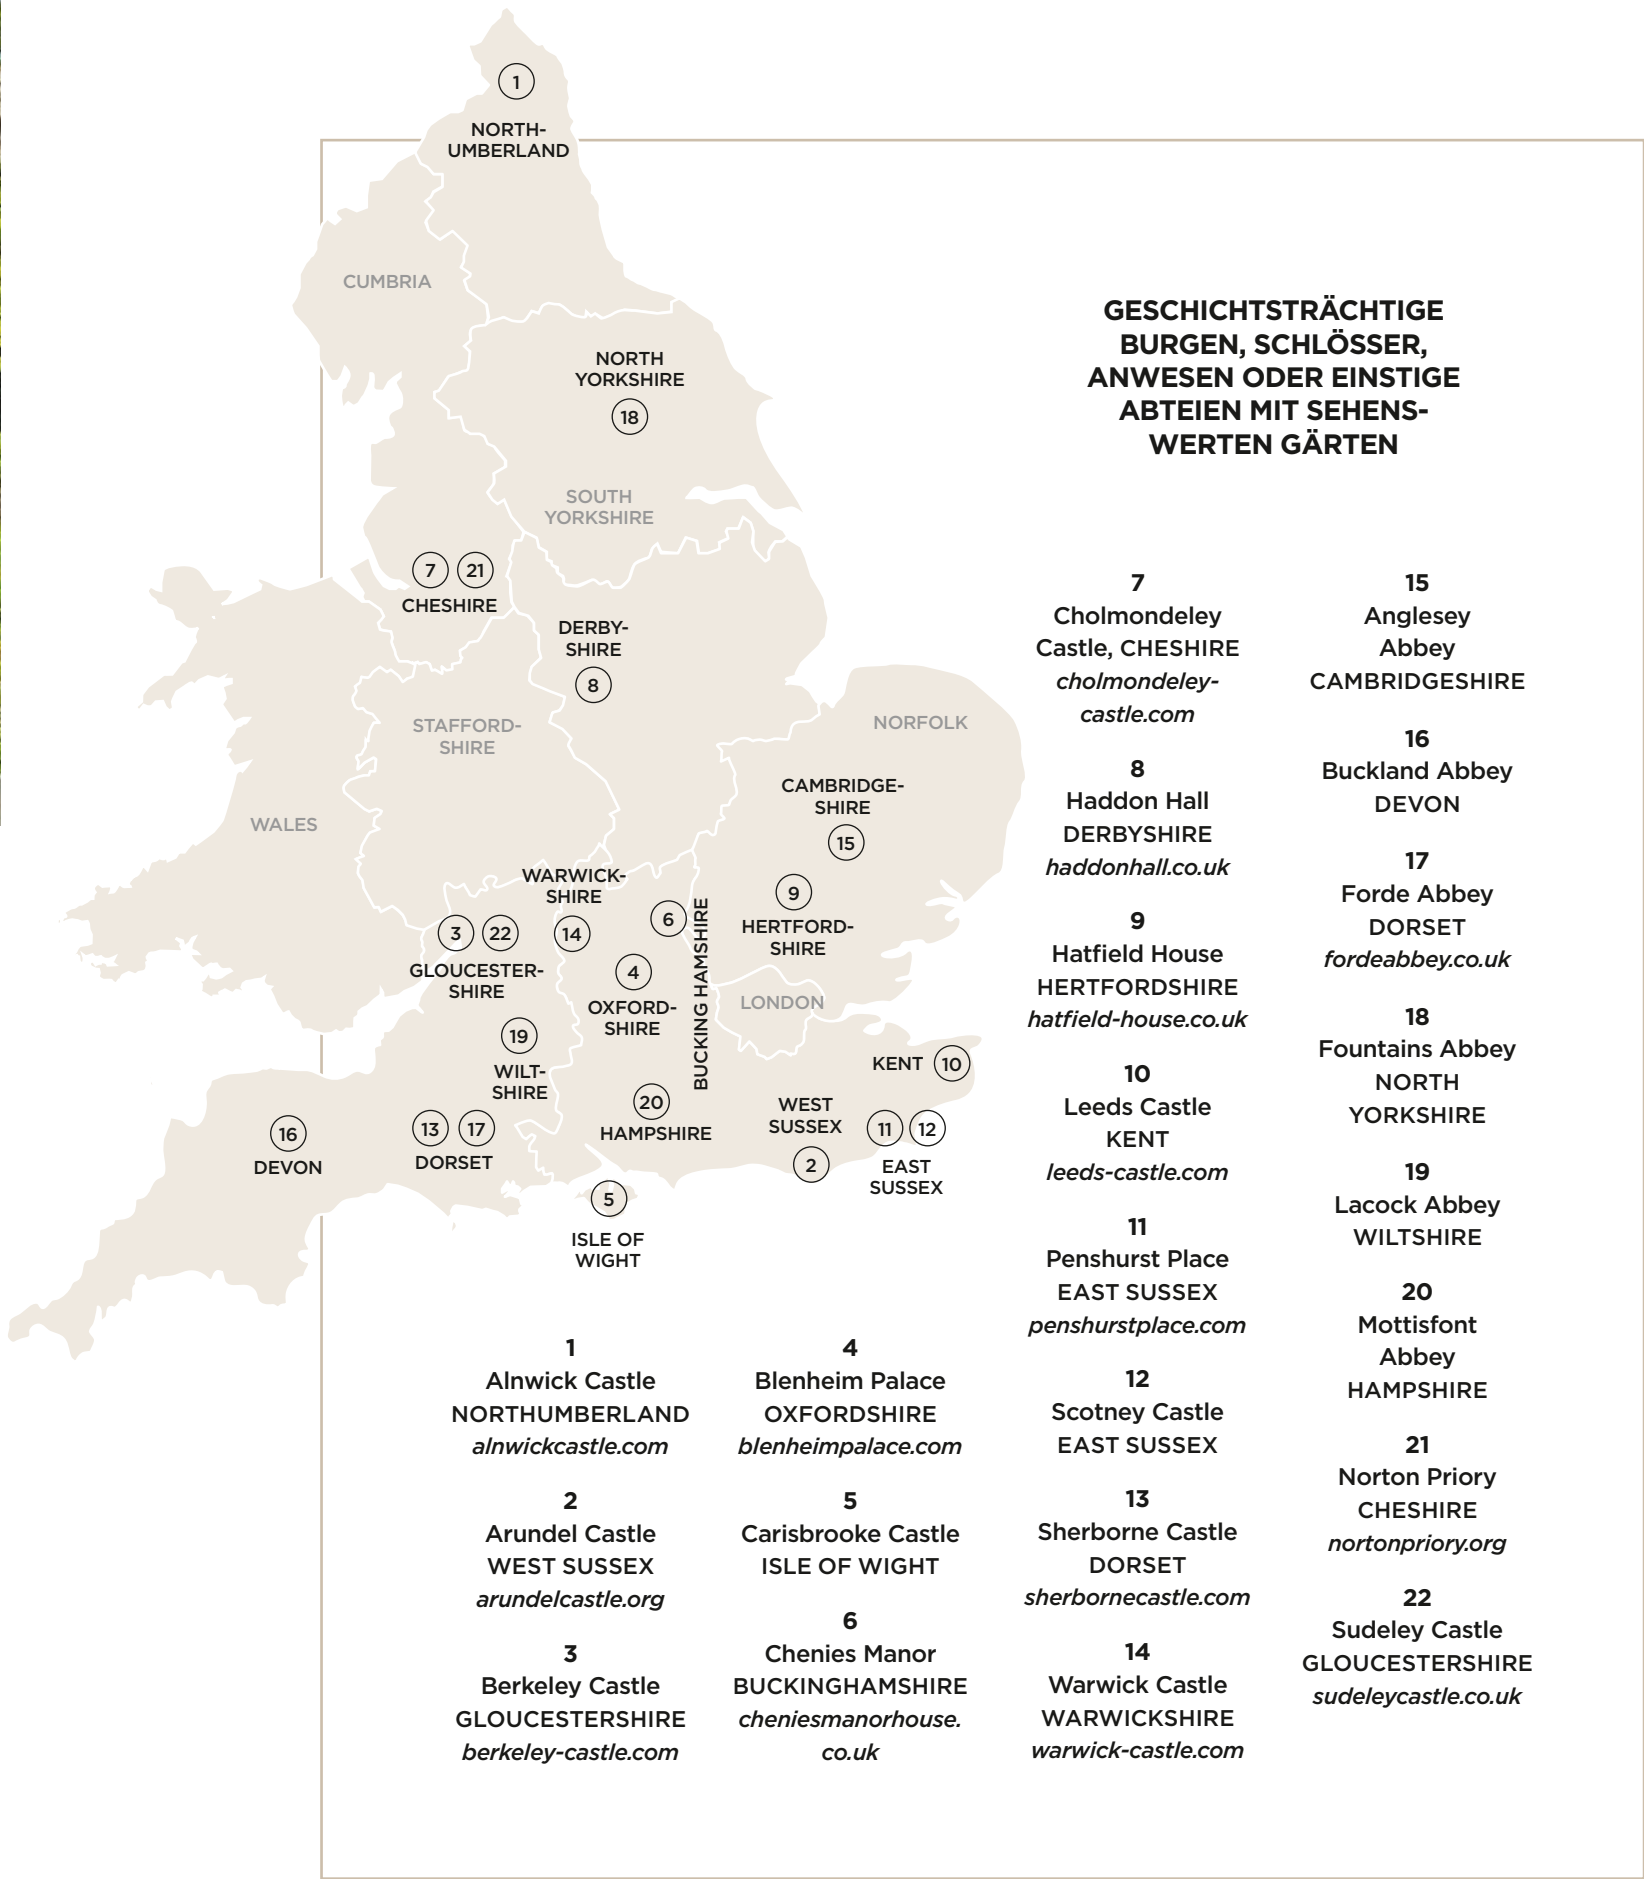 1
NORTH-
UMBERLAND
CUMBRIA
NORTH
YORKSHIRE
18
SOUTH
YORKSHIRE
7 21
CHESHIRE
DERBY-
SHIRE
8
STAFFORD-
SHIRE
NORFOLK
WALES
CAMBRIDGE-
SHIRE
15
WARWICK-
SHIRE
14
9
HERTFORD-
SHIRE
6
BUCKING HAMSHIRE
3 22
GLOUCESTER-
SHIRE
4
OXFORD-
SHIRE
LONDON
19
WILT-
SHIRE
KENT 10
20
HAMPSHIRE
WEST
SUSSEX
2
11 12
EAST
SUSSEX
16
DEVON
13 17
DORSET
5
ISLE OF
WIGHT
GESCHICHTSTRÄCHTIGE
BURGEN, SCHLÖSSER,
ANWESEN ODER EINSTIGE
ABTEIEN MIT SEHENS-
WERTEN GÄRTEN
1
Alnwick Castle
NORTHUMBERLAND
alnwickcastle.com
2
Arundel Castle
WEST SUSSEX
arundelcastle.org
3
Berkeley Castle
GLOUCESTERSHIRE
berkeley-castle.com
4
Blenheim Palace
OXFORDSHIRE
blenheimpalace.com
5
Carisbrooke Castle
ISLE OF WIGHT
6
Chenies Manor
BUCKINGHAMSHIRE
cheniesmanorhouse.
co.uk
7
Cholmondeley
Castle, CHESHIRE
cholmondeley-
castle.com
8
Haddon Hall
DERBYSHIRE
haddonhall.co.uk
9
Hatfield House
HERTFORDSHIRE
hatfield-house.co.uk
10
Leeds Castle
KENT
leeds-castle.com
11
Penshurst Place
EAST SUSSEX
penshurstplace.com
12
Scotney Castle
EAST SUSSEX
13
Sherborne Castle
DORSET
sherbornecastle.com
14
Warwick Castle
WARWICKSHIRE
warwick-castle.com
15
Anglesey
Abbey
CAMBRIDGESHIRE
16
Buckland Abbey
DEVON
17
Forde Abbey
DORSET
fordeabbey.co.uk
18
Fountains Abbey
NORTH
YORKSHIRE
19
Lacock Abbey
WILTSHIRE
20
Mottisfont
Abbey
HAMPSHIRE
21
Norton Priory
CHESHIRE
nortonpriory.org
22
Sudeley Castle
GLOUCESTERSHIRE
sudeleycastle.co.uk